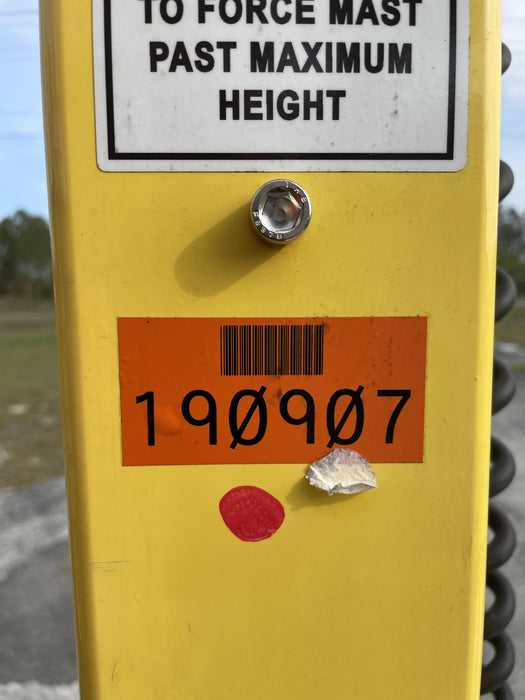 TO FORCE MAST
PAST MAXIMUM
HEIGHT
190907